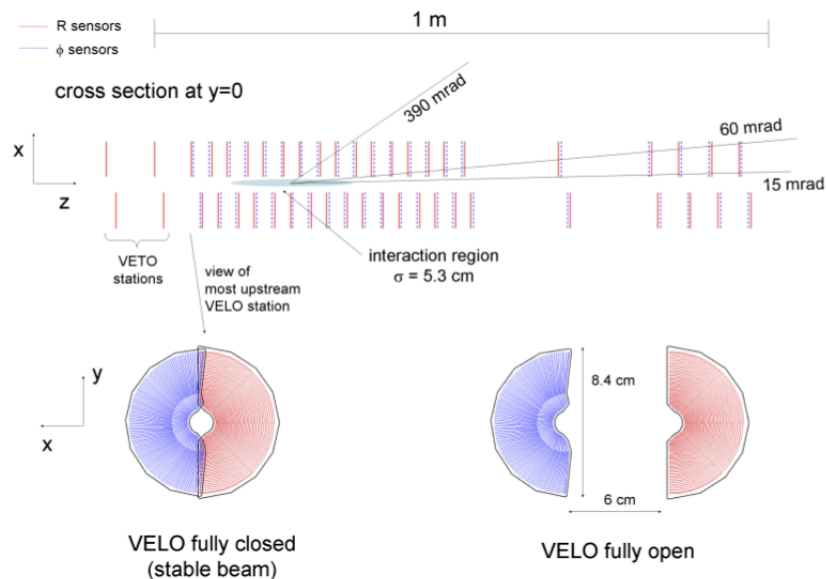 R sensors
1 m
ϕ sensors
cross section at y=0
390 mrad
60 mrad
x
15 mrad
z
VETO
stations
interaction region
σ = 5.3 cm
view of
most upstream
VELO station
y
x
8.4 cm
6 cm
VELO fully closed
(stable beam)
VELO fully open